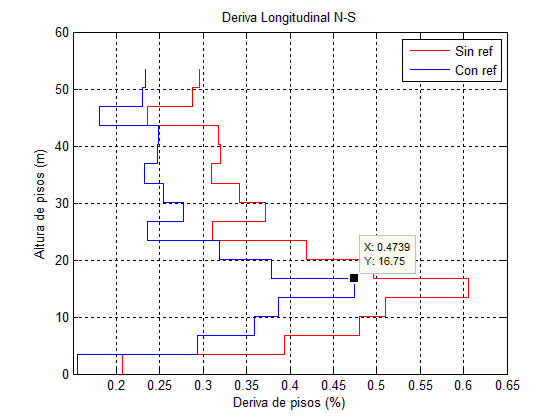 Deriva Longitudinal N-S
60
50
40
30
20
10
0
Altura de pisos (m)
Sin ref
Con ref
X: 0.4739
Y: 16.75
0.2 0.25 0.3 0.35 0.4 0.45 0.5 0.55 0.6 0.65
Deriva de pisos (%)